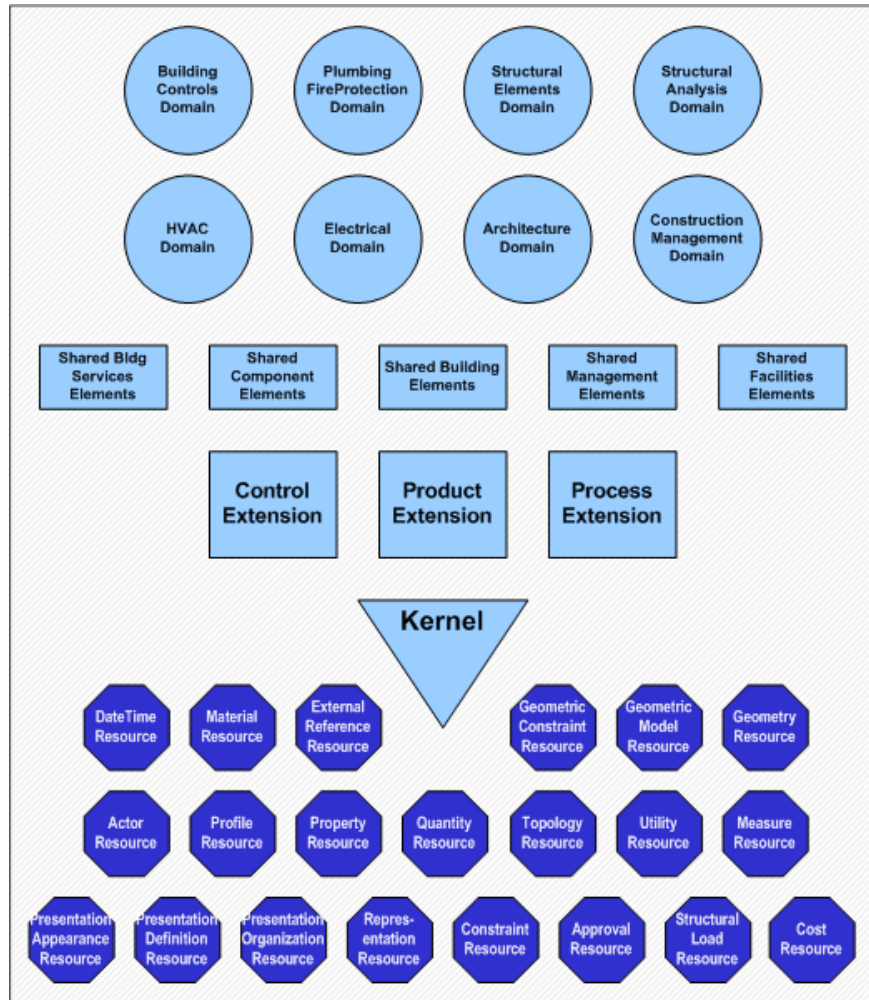 Building
Controls
Domain
Plumbing
FireProtection
Domain
Structural
Elements
Domain
Structural
Analysis
Domain
HVAC
Domain
Electrical
Domain
Architecture
Domain
Construction
Management
Domain
Shared Bldg
Services
Elements
Shared
Component
Elements
Shared Building
Elements
Shared
Management
Elements
Shared
Facilities
Elements
Control
Extension
Product
Extension
Process
Extension
Kernel
DateTime
Resource
Material
Resource
External
Reference
Resource
Geometric
Constraint
Resource
Geometric
Model
Resource
Geometry
Resource
Actor
Resource
Profile
Resource
Property
Resource
Quantity
Resource
Topology
Resource
Utility
Resource
Measure
Resource
Presentation
Appearance
Resource
Presentation
Definition
Resource
Presentation
Organization
Resource
Repres-
entation
Resource
Constraint
Resource
Approval
Resource
Structural
Load
Resource
Cost
Resource